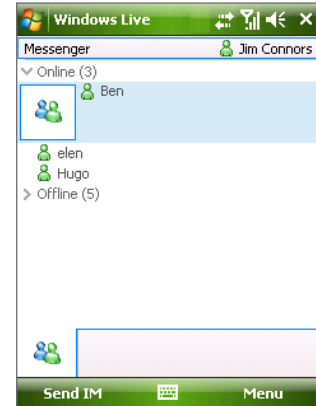 Windows Live
Messenger Jim Connors
Online (3)
Ben
elen
Hugo
Offline (5)
Send IM Menu